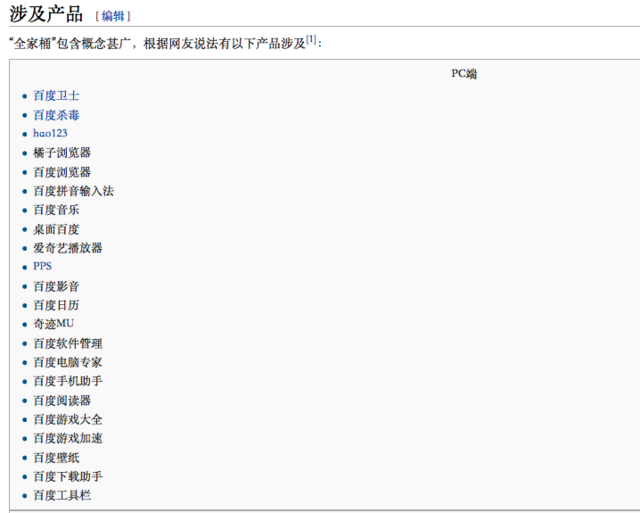 涉及产品 [编辑]
“全家桶”包含概念甚广，根据网友说法有以下产品涉及[1]：
PC端
百度卫士
百度杀毒
hao123
橘子浏览器
百度浏览器
百度拼音输入法
百度音乐
桌面百度
爱奇艺播放器
PPS
百度影音
百度日历
奇迹MU
百度软件管理
百度电脑专家
百度手机助手
百度阅读器
百度游戏大全
百度游戏加速
百度壁纸
百度下载助手
百度工具栏